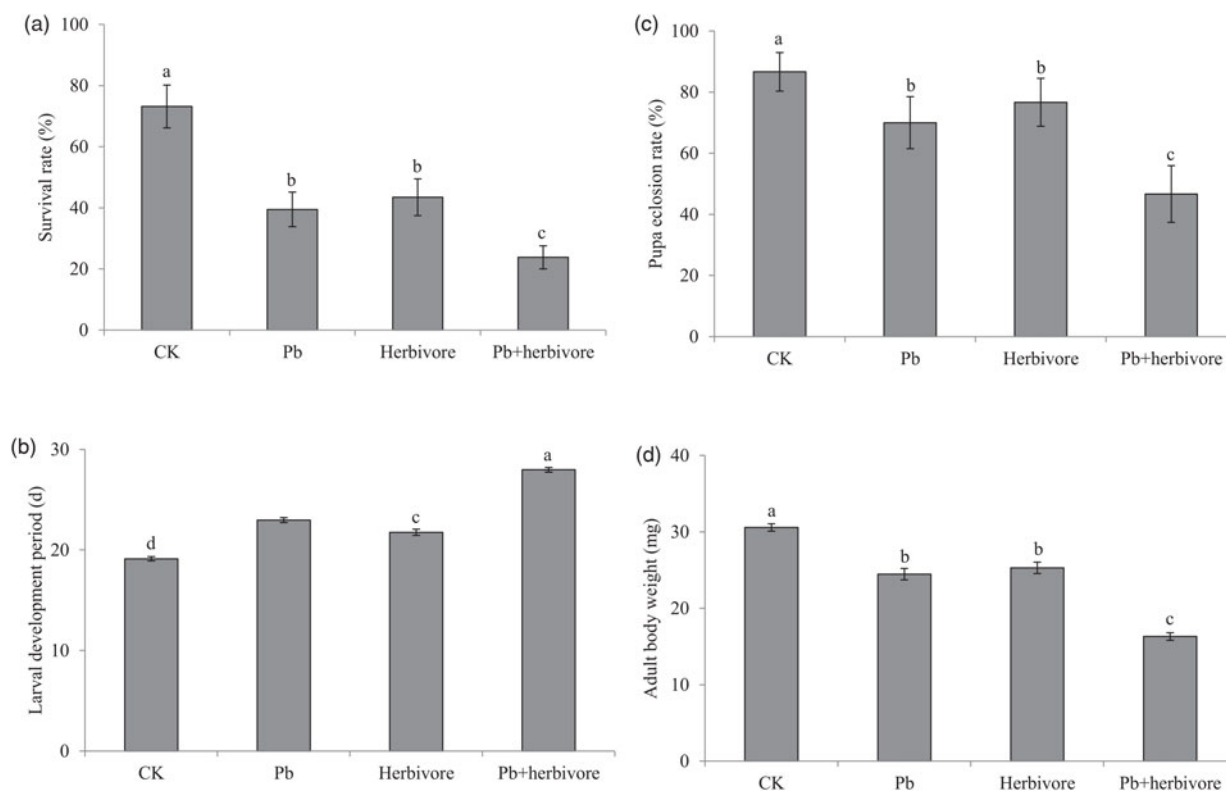 (a)
100
80
60
40
20
0
Survival rate (%)
a
b
b
c
CK Pb Herbivore Pb+herbivore
(c)
100
80
60
40
20
0
Pupa eclosion rate (%)
a
b
b
c
CK Pb Herbivore Pb+herbivore
(b)
30
20
10
0
Larval development period (d)
d
c
a
CK Pb Herbivore Pb+herbivore
(d)
40
30
20
10
0
Adult body weight (mg)
a
b
b
c
CK Pb Herbivore Pb+herbivore